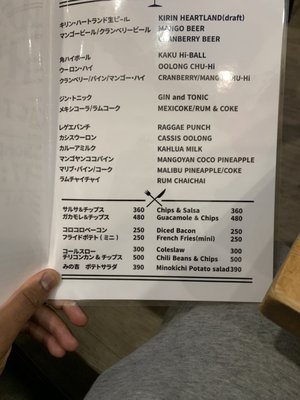 キリン・ハートランド生ビール KIRIN HEARTLAND(draft)
マンゴービール/クランベリービール MANGO BEER
CRANBERRY BEER
角ハイボール KAKU Hi-BALL
ウーロン・ハイ OOLONG CHU-Hi
クランベリー/パイン/マンゴー・ハイ CRANBERRY/MANGO CHU-Hi
ジン・トニック GIN and TONIC
メキシコーラ/ラムコーク MEXICOKE/RUM & COKE
レゲエパンチ RAGGAE PUNCH
カシスウーロン CASSIS OOLONG
カルーアミルク KAHLUA MILK
マンゴヤンココパイン MANGOYAN COCO PINEAPPLE
マリブ・パイン/コーク MALIBU PINEAPPLE/COKE
ラムチャイチャイ RUM CHAICHAI
サルサ&チップス 360 Chips & Salsa 360
ガカモレ&チップス 480 Guacamole & Chips 480
コロコロベーコン 250 Diced Bacon 250
フライドポテト(ミニ) 250 French Fries(mini) 250
コールスロー 300 Coleslaw 300
チリコンカン&チップス 500 Chili Beans & Chips 500
みの吉 ポテトサラダ 390 Minokichi Potato salad 390